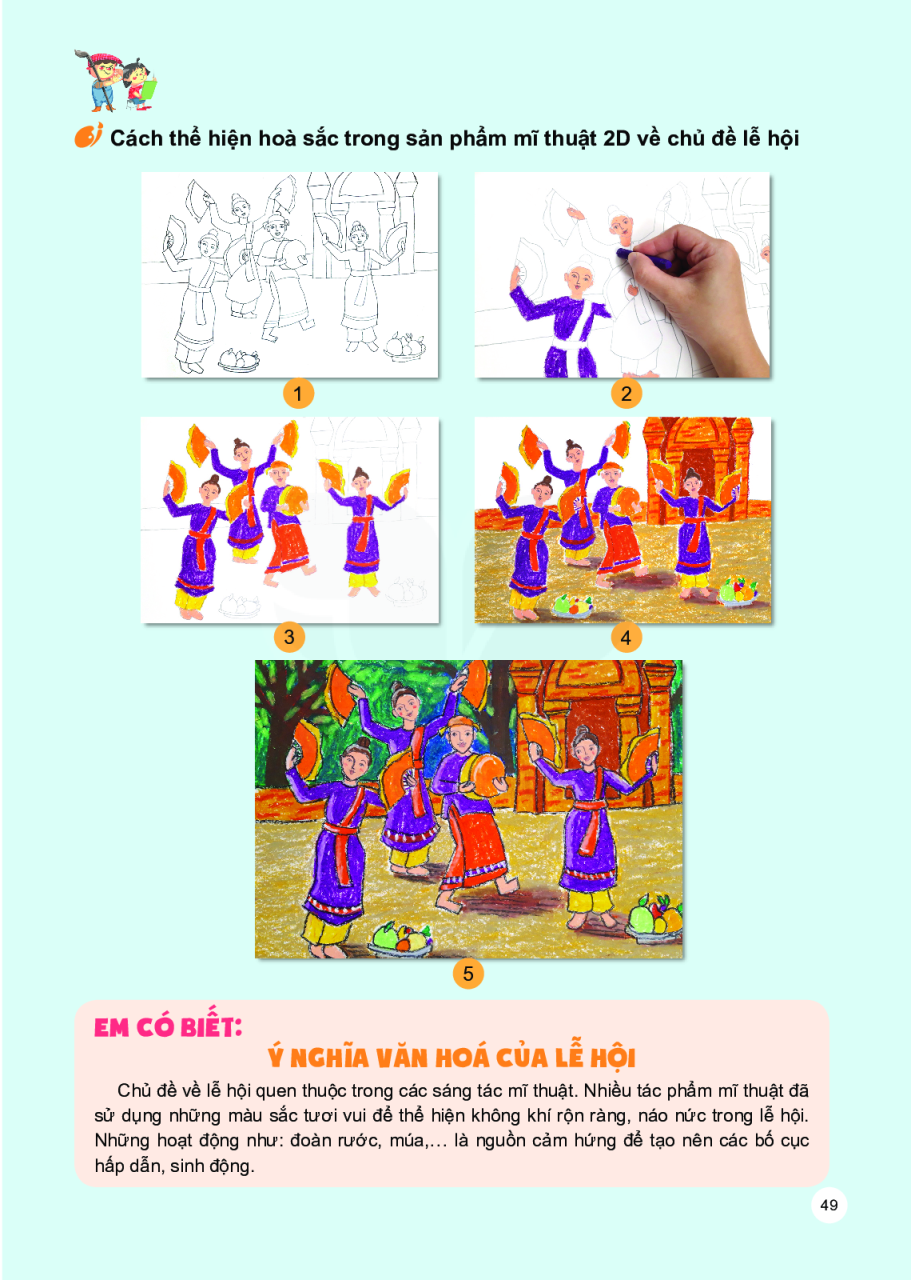 Cách thể hiện hoà sắc trong sản phẩm mĩ thuật 2D về chủ đề lễ hội
1
2
3
4
5
EM CÓ BIẾT:
Ý NGHĨA VĂN HOÁ CỦA LỄ HỘI
Chủ đề về lễ hội quen thuộc trong các sáng tác mĩ thuật. Nhiều tác phẩm mĩ thuật đã
sử dụng những màu sắc tươi vui để thể hiện không khí rộn ràng, náo nức trong lễ hội.
Những hoạt động như: đoàn rước, múa,... là nguồn cảm hứng để tạo nên các bố cục
hấp dẫn, sinh động.
49